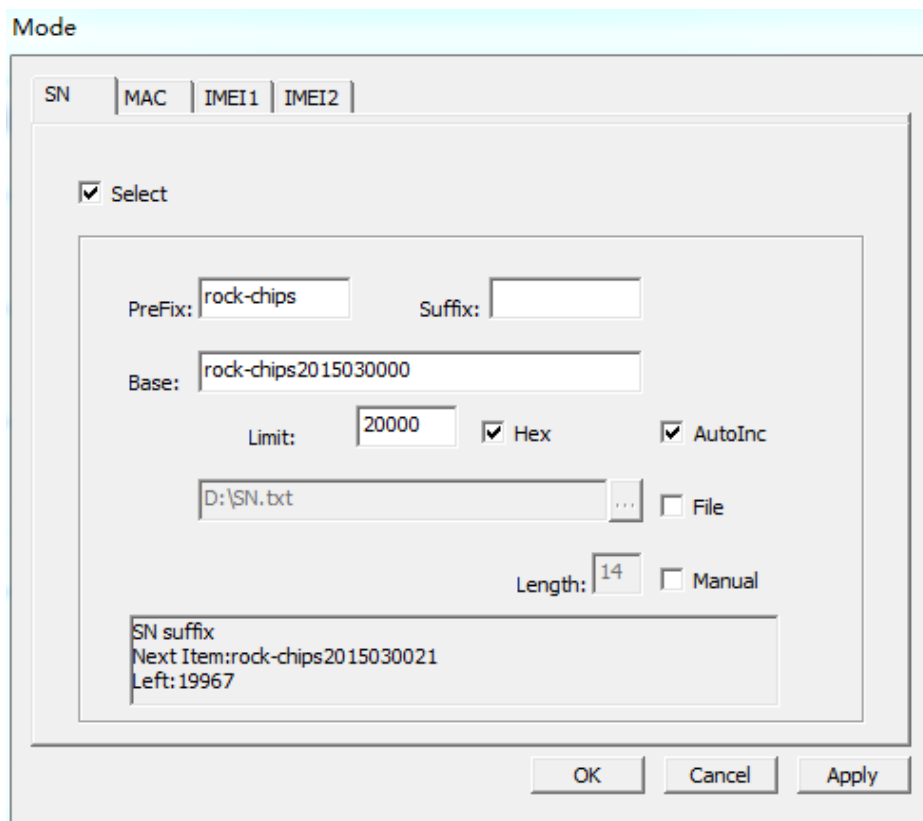 Mode
SN MAC IMEI1 IMEI2
Select
PreFix: rock-chips Suffix:
Base: rock-chips2015030000
Limit: 20000 Hex AutoInc
D:\SN.txt ... File
Length: 14 Manual
SN suffix
Next Item:rock-chips2015030021
Left:19967
OK Cancel Apply